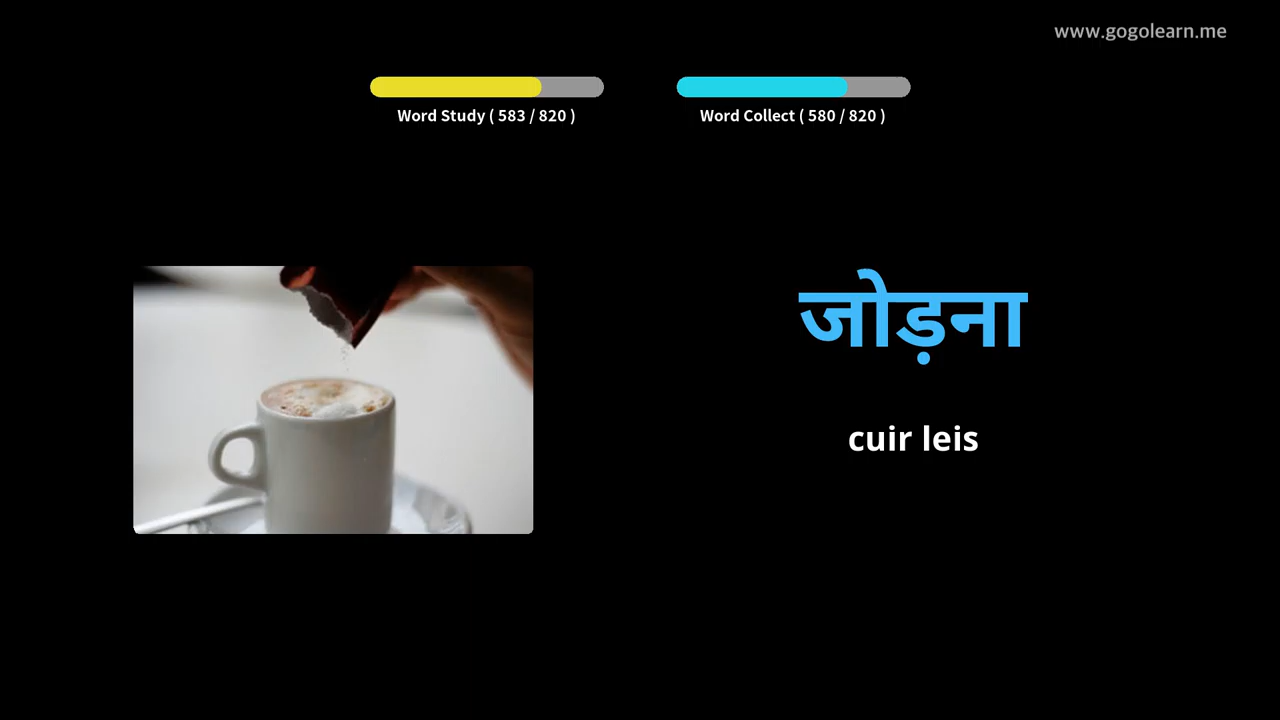 www.gogolearn.me
Word Study ( 583 / 820 )
Word Collect ( 580 / 820 )
जोड़ना
cuir leis